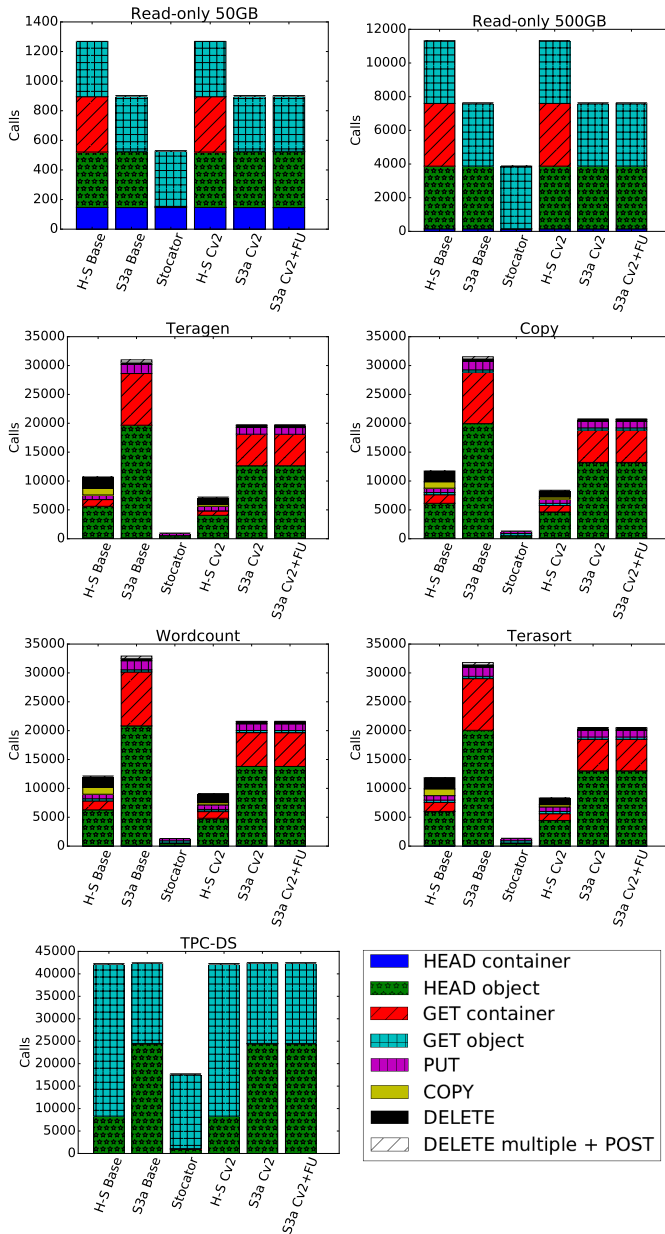 Read-only 50GB
1400
1200
1000
800
600
400
200
0
Calls
H-S Base
S3a Base
Stocator
H-S Cv2
S3a Cv2
S3a Cv2+FU
Read-only 500GB
12000
10000
8000
6000
4000
2000
0
Calls
H-S Base
S3a Base
Stocator
H-S Cv2
S3a Cv2
S3a Cv2+FU
Teragen
35000
30000
25000
20000
15000
10000
5000
0
Calls
H-S Base
S3a Base
Stocator
H-S Cv2
S3a Cv2
S3a Cv2+FU
Copy
35000
30000
25000
20000
15000
10000
5000
0
Calls
H-S Base
S3a Base
Stocator
H-S Cv2
S3a Cv2
S3a Cv2+FU
Wordcount
35000
30000
25000
20000
15000
10000
5000
0
Calls
H-S Base
S3a Base
Stocator
H-S Cv2
S3a Cv2
S3a Cv2+FU
Terasort
35000
30000
25000
20000
15000
10000
5000
0
Calls
H-S Base
S3a Base
Stocator
H-S Cv2
S3a Cv2
S3a Cv2+FU
TPC-DS
45000
40000
35000
30000
25000
20000
15000
10000
5000
0
Calls
H-S Base
S3a Base
Stocator
H-S Cv2
S3a Cv2
S3a Cv2+FU
HEAD container
HEAD object
GET container
GET object
PUT
COPY
DELETE
DELETE multiple + POST